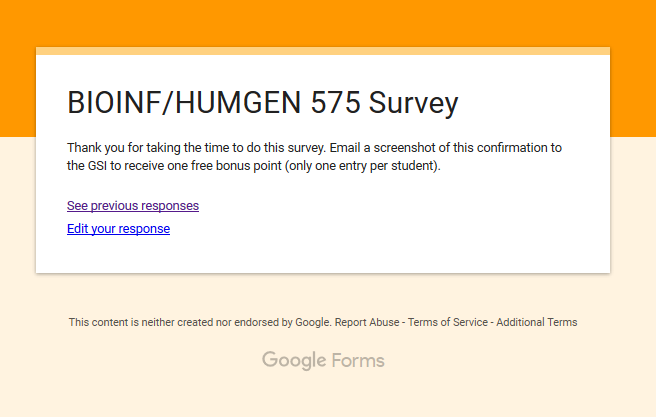 BIOINF/HUMGEN 575 Survey
Thank you for taking the time to do this survey. Email a screenshot of this confirmation to
the GSI to receive one free bonus point (only one entry per student).
See previous responses
Edit your response
This content is neither created nor endorsed by Google. Report Abuse - Terms of Service - Additional Terms
Google Forms